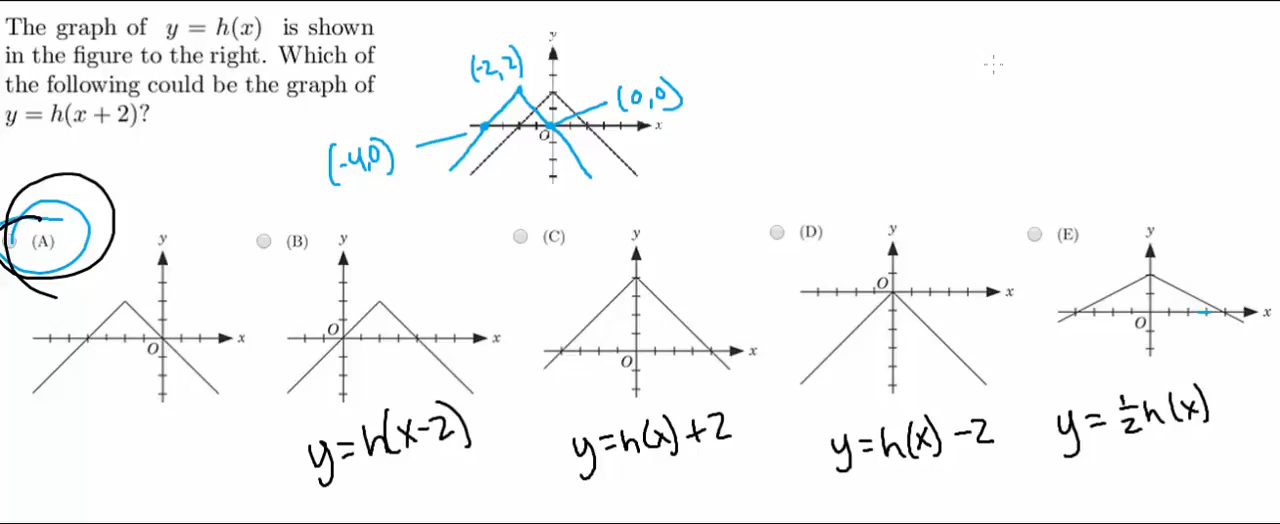 The graph of y = h(x) is shown
in the figure to the right. Which of
the following could be the graph of
y = h(x + 2)?
y
(-2,2)
(0,0)
x
O
(-4,0)
(A)
y
O
x
(B)
y
O
x
(C)
y
O
x
(D)
y
O
x
(E)
y
O
x
y=h(x-2)
y=h(x)+2
y=h(x)-2
y=½h(x)